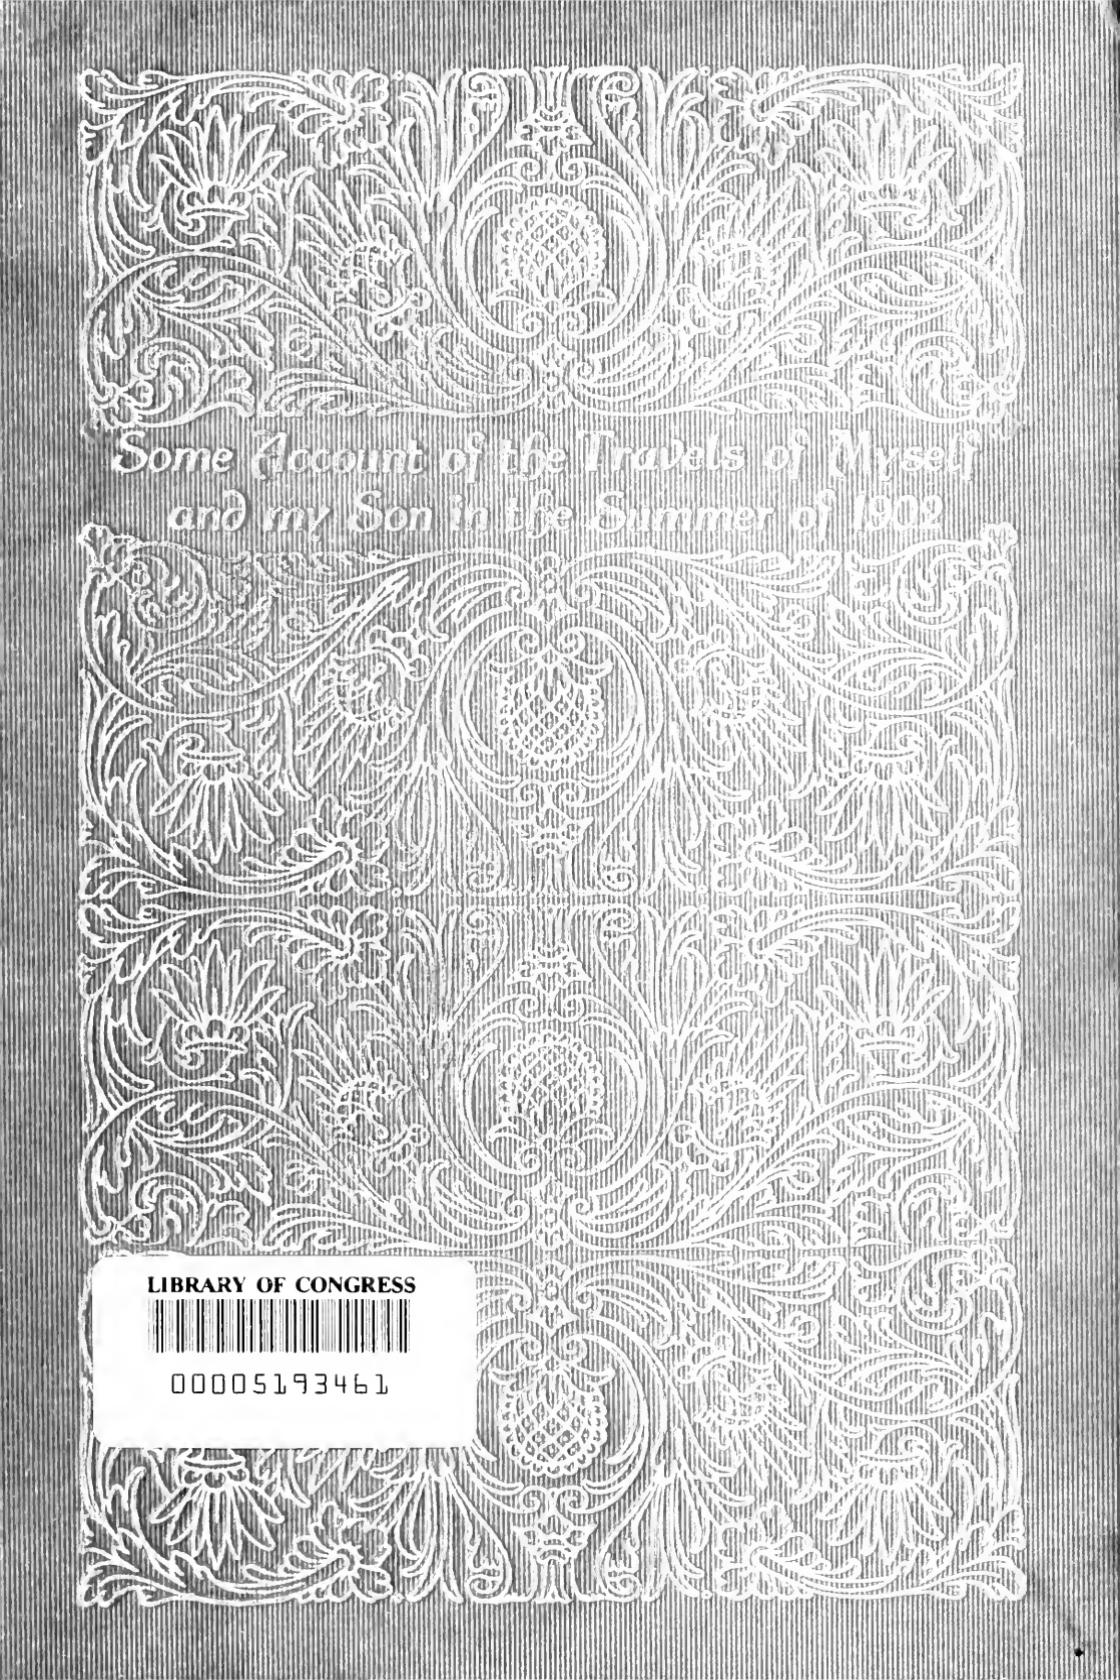 Some Account of the Travels of Myself
and my Son in the Summer of 1902
LIBRARY OF CONGRESS
00005193461